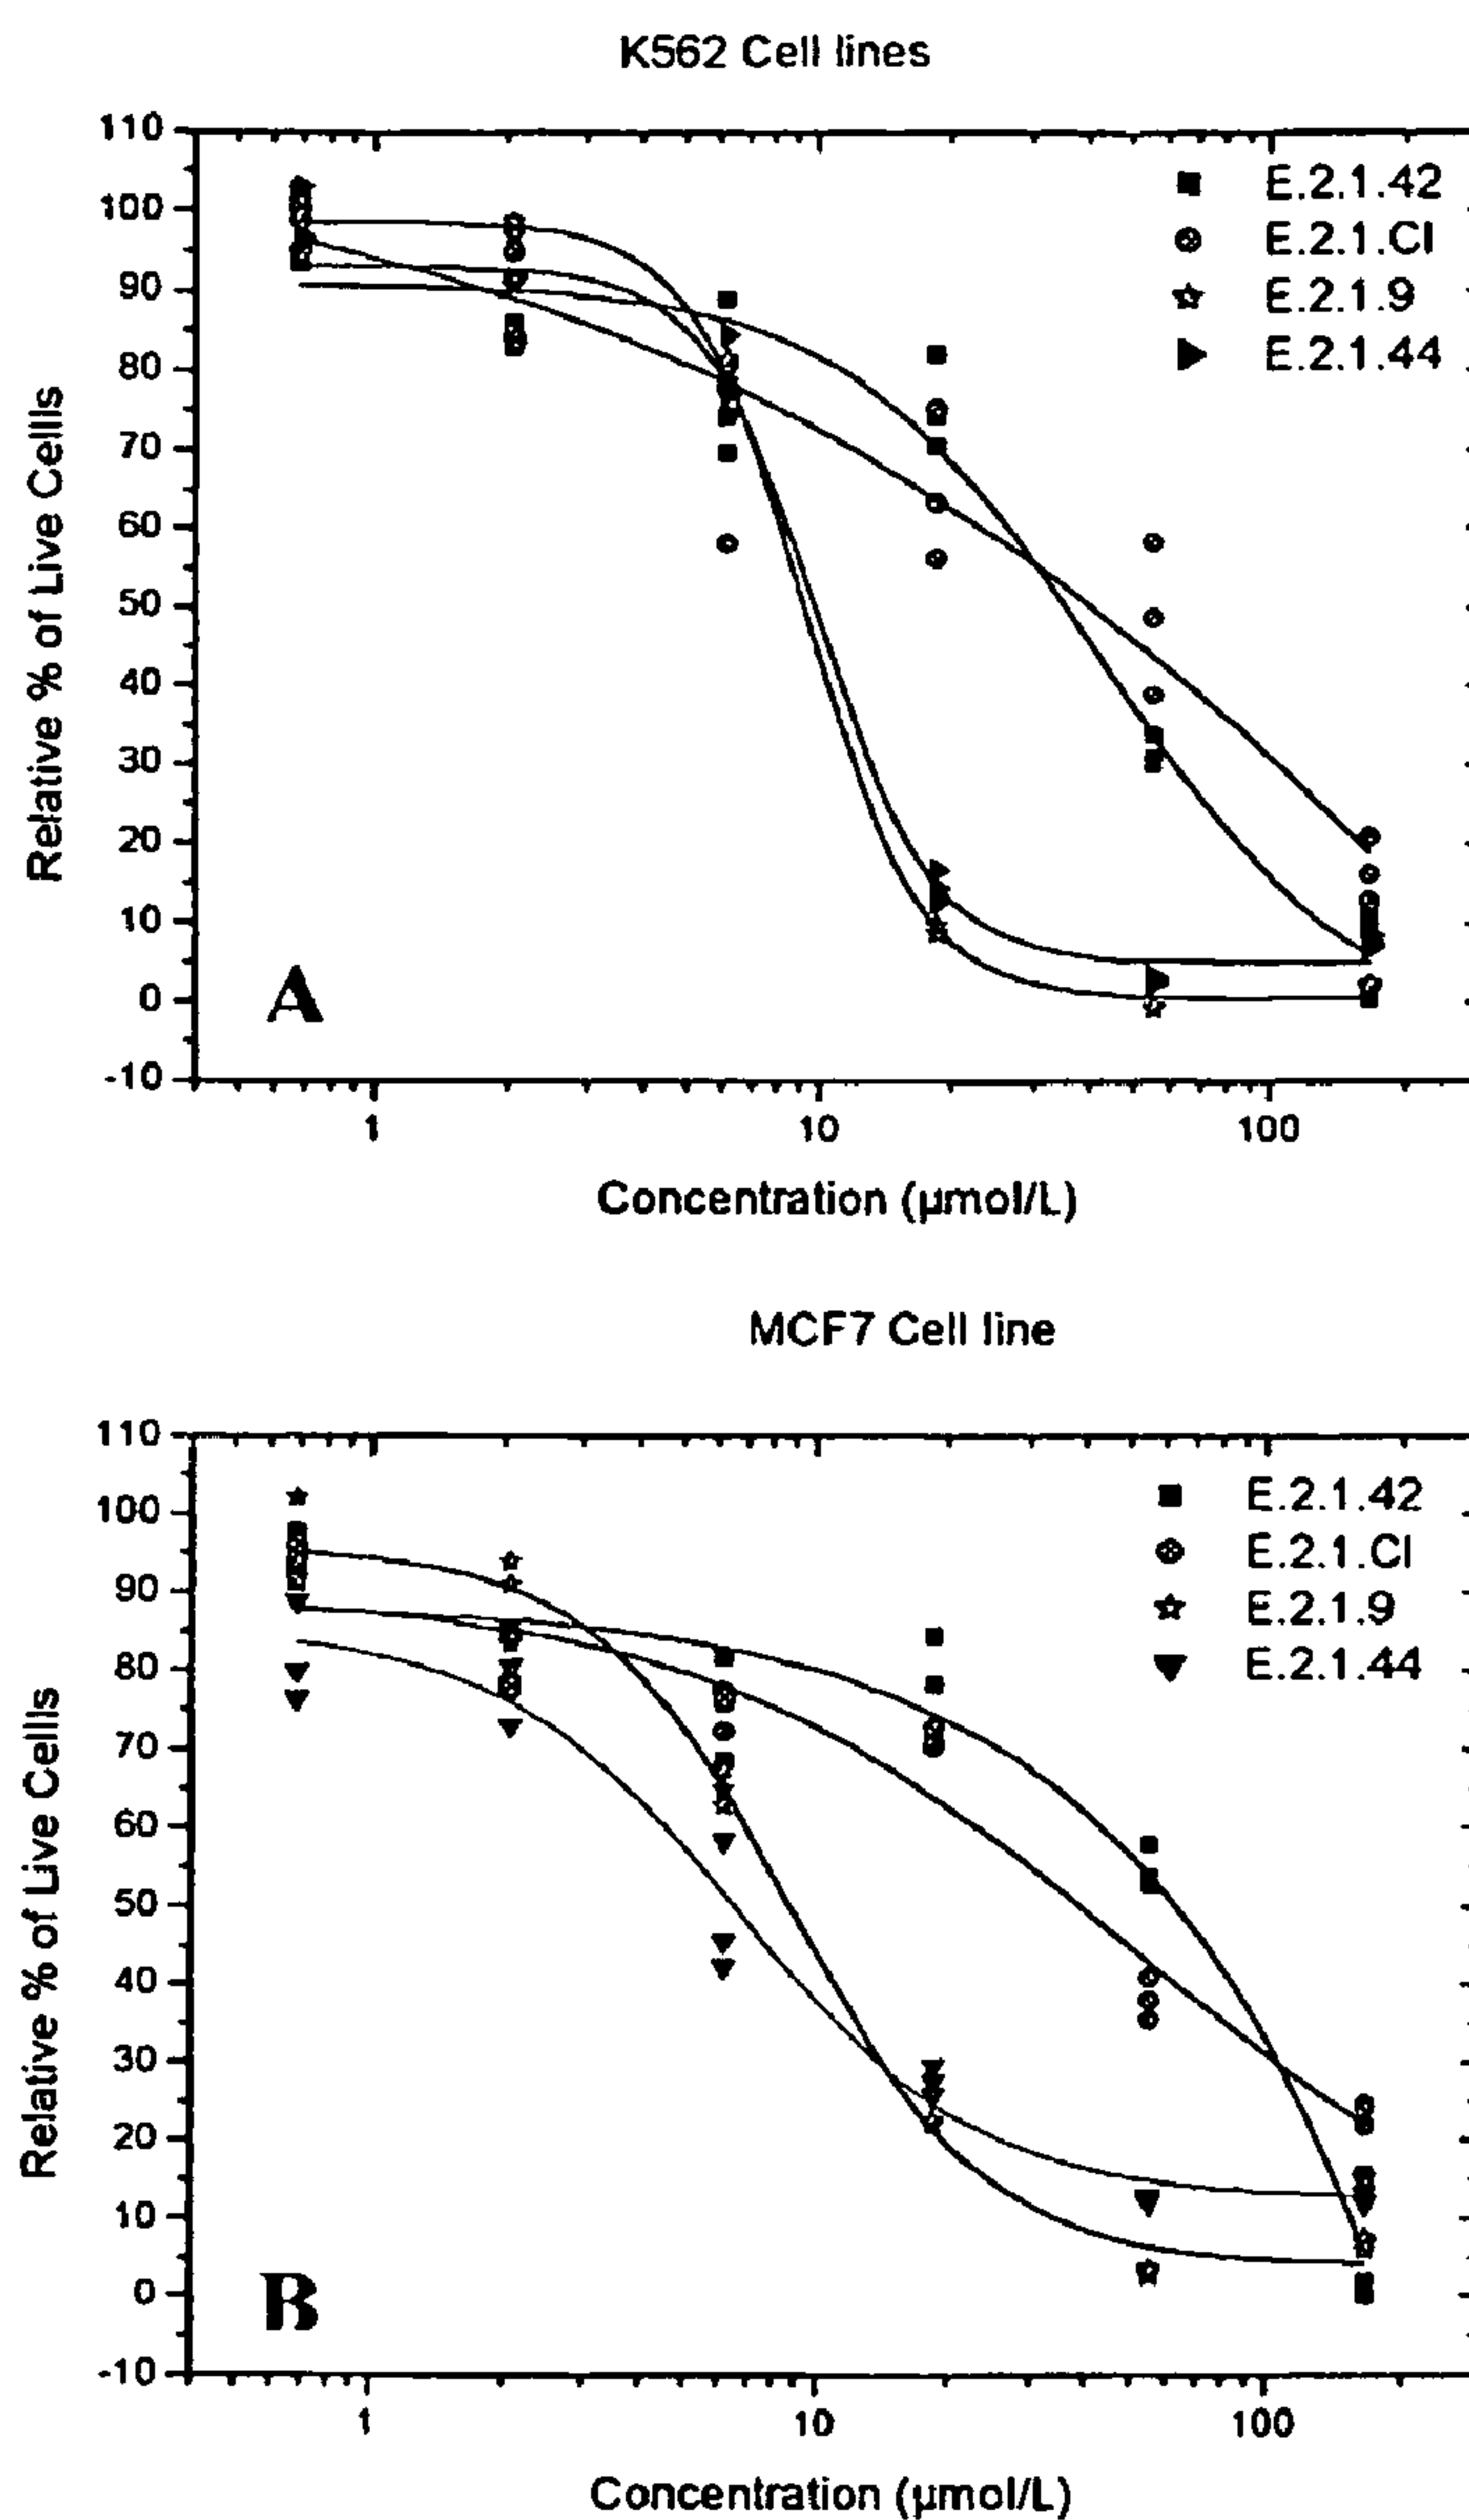 K562 Cell lines
110
100
90
80
70
60
50
40
30
20
10
0
-10
Relative % of Live Cells
E.2.1.42
E.2.1.Cl
E.2.1.9
E.2.1.44
A
1
10
100
Concentration (µmol/L)
MCF7 Cell line
110
100
90
80
70
60
50
40
30
20
10
0
-10
Relative % of Live Cells
E.2.1.42
E.2.1.Cl
E.2.1.9
E.2.1.44
B
1
10
100
Concentration (µmol/L)